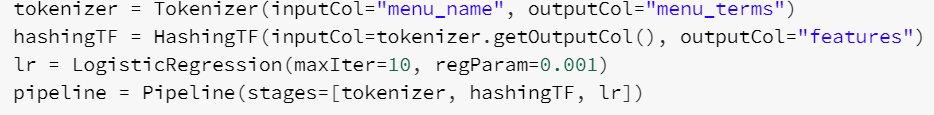 tokenizer = Tokenizer(inputCol="menu_name", outputCol="menu_terms")
hashingTF = HashingTF(inputCol=tokenizer.getOutputCol(), outputCol="features")
lr = LogisticRegression(maxIter=10, regParam=0.001)
pipeline = Pipeline(stages=[tokenizer, hashingTF, lr])